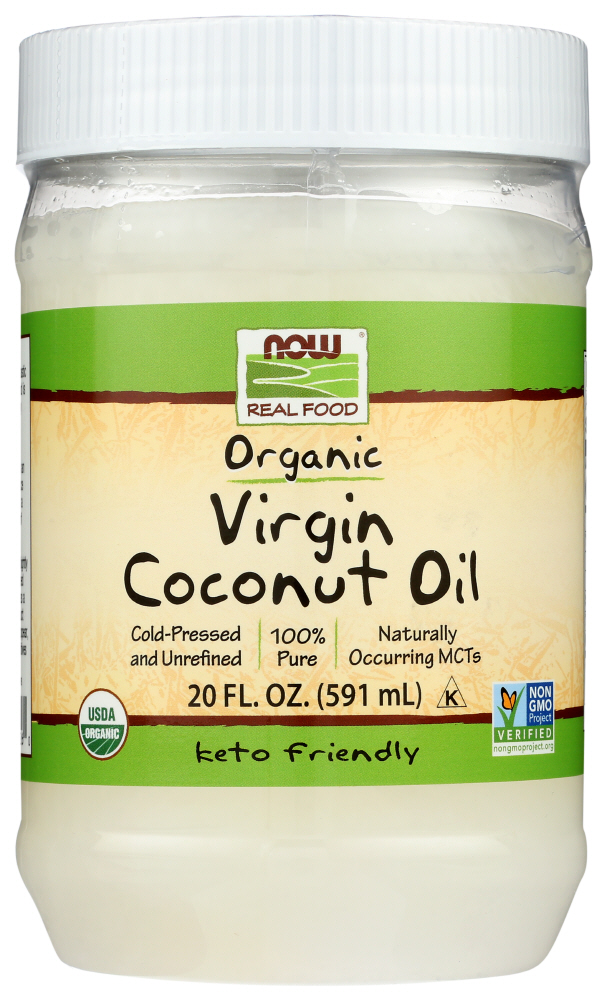 now®
REAL FOOD
Organic
Virgin
Coconut Oil
Cold-Pressed
and Unrefined
100%
Pure
Naturally
Occurring MCTs
20 FL. OZ. (591 mL) K
USDA
ORGANIC
NON
GMO
Project
VERIFIED
nongmoproject.org
keto friendly